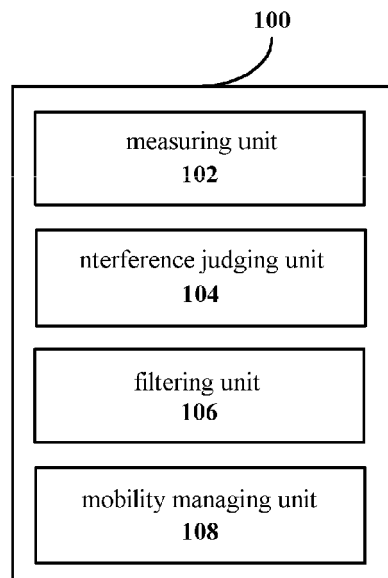 100
measuring unit
102
nterference judging unit
104
filtering unit
106
mobility managing unit
108